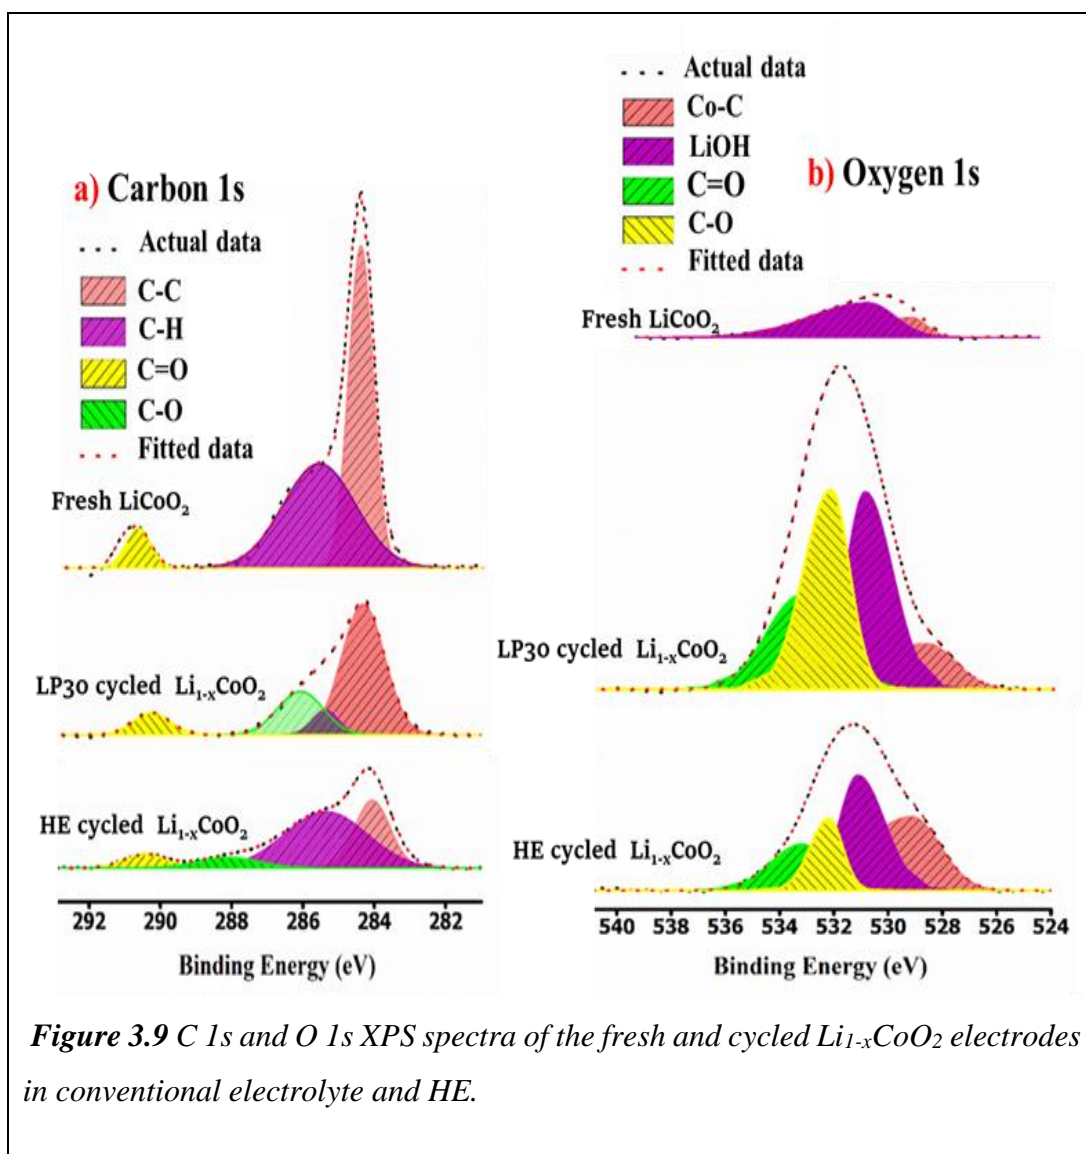 a) Carbon 1s
Actual data
C-C
C-H
C=O
C-O
Fitted data
Fresh LiCoO₂
LP30 cycled Li₁₋ₓCoO₂
HE cycled Li₁₋ₓCoO₂
292 290 288 286 284 282
Binding Energy (eV)
Actual data
Co-C
LiOH
C=O
C-O
Fitted data
b) Oxygen 1s
Fresh LiCoO₂
LP30 cycled Li₁₋ₓCoO₂
HE cycled Li₁₋ₓCoO₂
540 538 536 534 532 530 528 526 524
Binding Energy (eV)
Figure 3.9 C 1s and O 1s XPS spectra of the fresh and cycled Li₁₋ₓCoO₂ electrodes
in conventional electrolyte and HE.